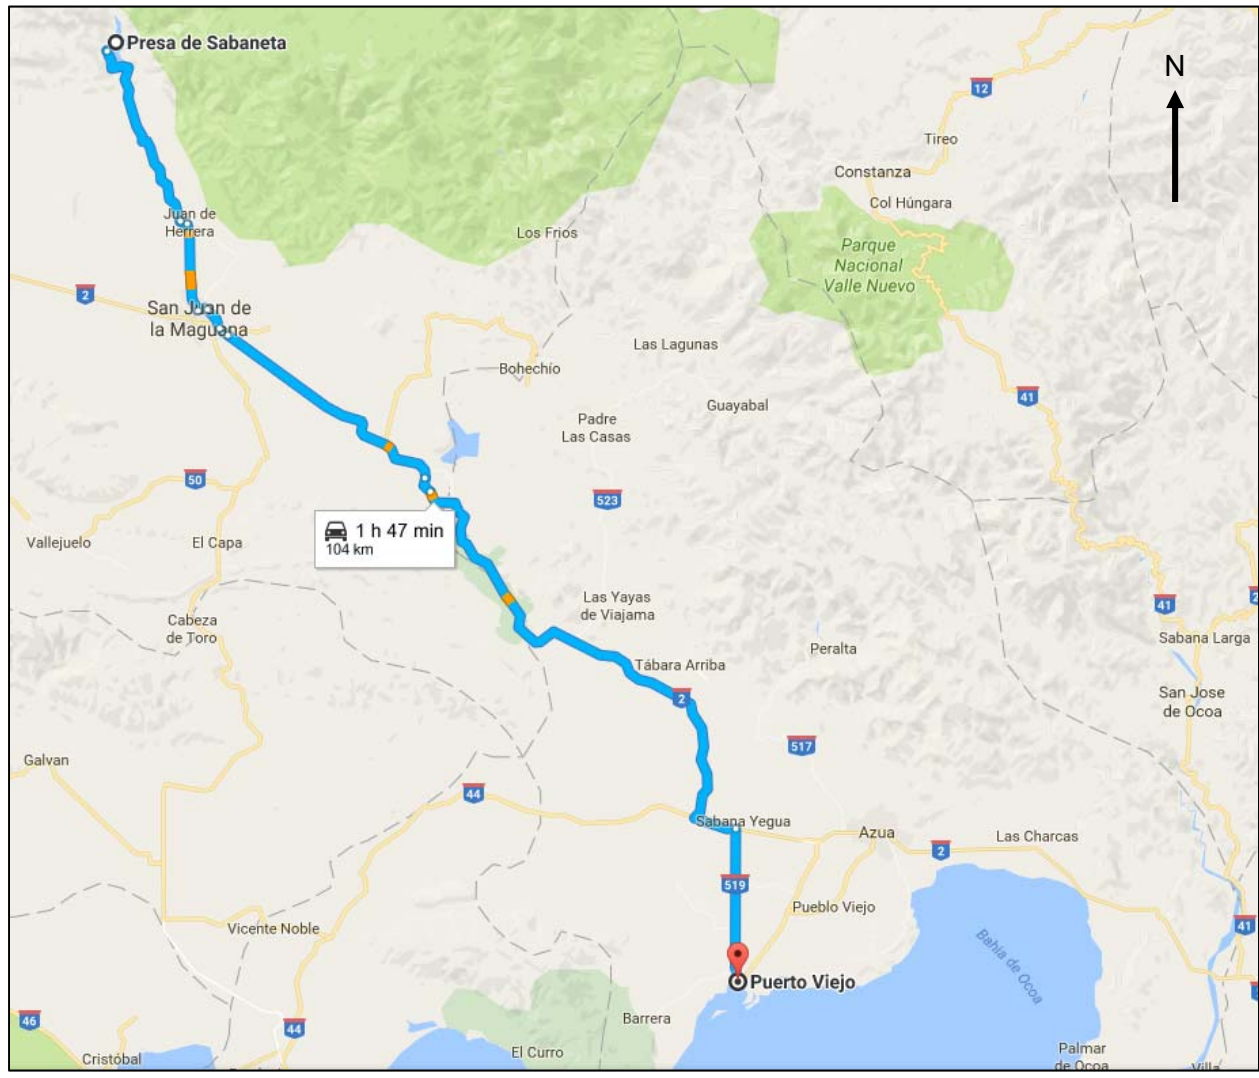 Presa de Sabaneta
N
12
Tireo
Constanza
Col Húngara
Juan de
Herrera
Los Frios
Parque
Nacional
Valle Nuevo
2
San Juan de
la Maguana
Las Lagunas
Bohechío
41
Guayabal
Padre
Las Casas
50
523
1 h 47 min
104 km
Vallejuelo
El Capa
Las Yayas
de Viajama
41
2
Cabeza
de Toro
Sabana Larga
Peralta
Tábara Arriba
2
San Jose
de Ocoa
517
Galvan
44
Sabana Yegua
Azua
Las Charcas
2
519
Pueblo Viejo
Vicente Noble
41
Bahía de Ocoa
Puerto Viejo
46
44
Barrera
El Curro
Cristóbal
Palmar
de Ocoa
Villa